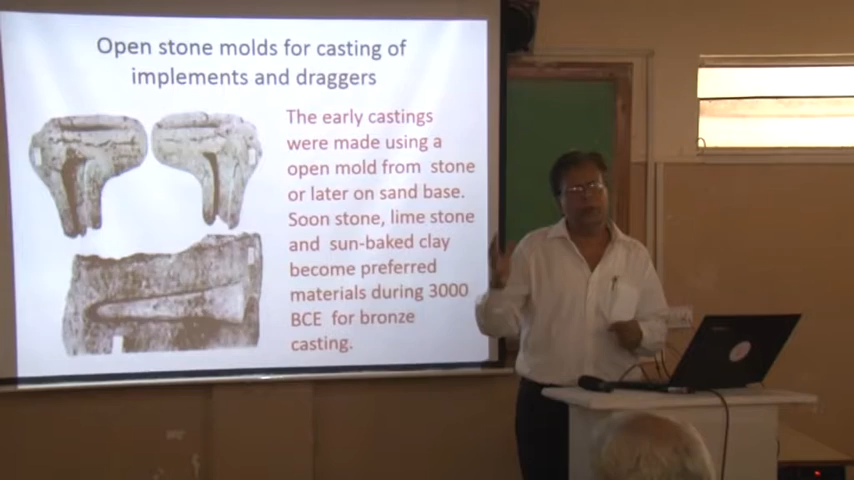 Open stone molds for casting of
implements and draggers
The early castings
were made using a
open mold from stone
or later on sand base.
Soon stone, lime stone
and sun-baked clay
become preferred
materials during 3000
BCE for bronze
casting.